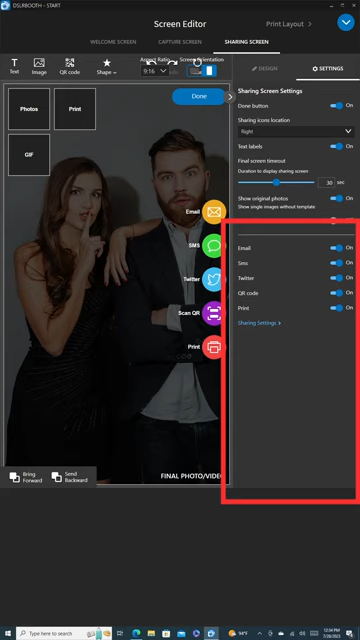 DSLRBOOTH - START
Screen Editor
Print Layout
WELCOME SCREEN
CAPTURE SCREEN
SHARING SCREEN
Aspect Ratio
Screen Orientation
Text
Image
QR code
Shape
9:16
DESIGN
SETTINGS
Photos
Print
GIF
Done
Email
SMS
Twitter
Scan QR
Print
FINAL PHOTO/VIDEO
Bring Forward
Send Backward
Sharing Screen Settings
Done button
On
Sharing icons location
Right
Text labels
On
Final screen timeout
Duration to display sharing screen
30 sec
Show original photos
On
Show single images without template
Email
On
Sms
On
Twitter
On
QR code
On
Print
On
Sharing Settings >
Type here to search
94°F
12:34 PM
7/28/2023